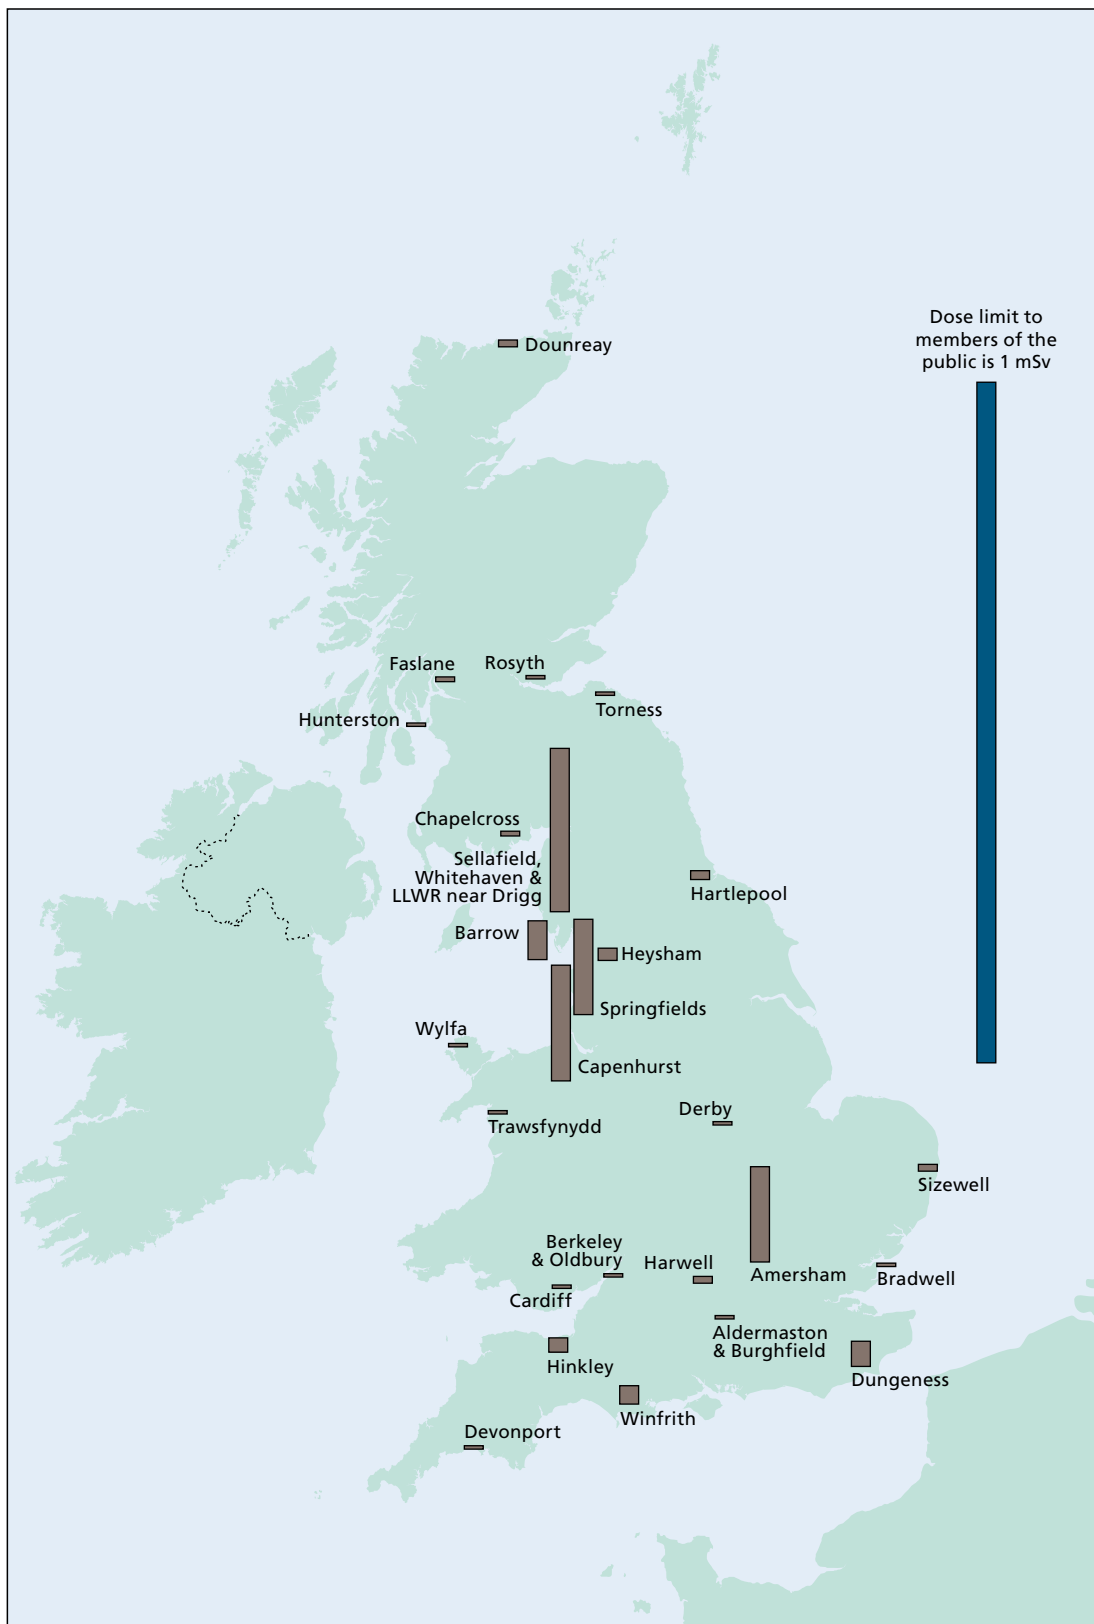 Dose limit to
members of the
public is 1 mSv
Dounreay
Faslane
Rosyth
Torness
Hunterston
Chapelcross
Sellafield,
Whitehaven &
LLWR near Drigg
Hartlepool
Barrow
Heysham
Springfields
Wylfa
Capenhurst
Derby
Trawsfynydd
Sizewell
Berkeley
& Oldbury
Harwell
Amersham
Bradwell
Cardiff
Aldermaston
& Burghfield
Hinkley
Dungeness
Winfrith
Devonport